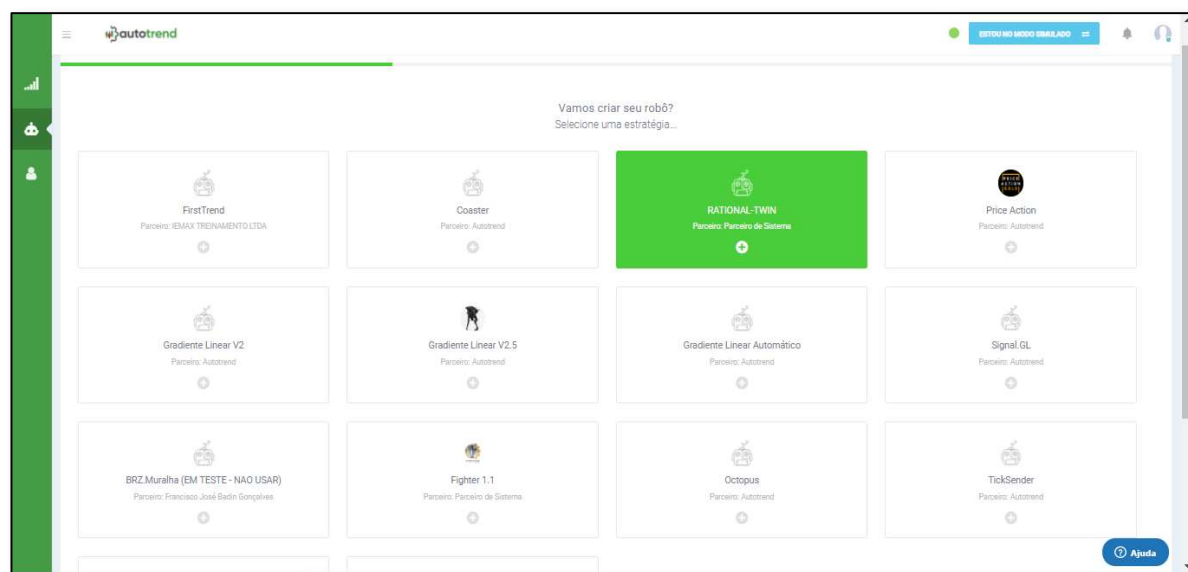 autotrend
ESTOU NO MODO SIMULADO
Vamos criar seu robô?
Selecione uma estratégia...
FirstTrend
Parceiro: IEMAX TREINAMENTO LTDA
Coaster
Parceiro: Autotrend
RATIONAL-TWIN
Parceiro: Parceiro de Sistema
PRICE ACTION
Price Action
Parceiro: Autotrend
Gradiente Linear V2
Parceiro: Autotrend
Gradiente Linear V2.5
Parceiro: Autotrend
Gradiente Linear Automático
Parceiro: Autotrend
Signal.GL
Parceiro: Autotrend
BRZ.Muralha (EM TESTE - NAO USAR)
Parceiro: Francisco José Badin Gonçalves
Fighter 1.1
Parceiro: Parceiro de Sistema
Octopus
Parceiro: Autotrend
TickSender
Parceiro: Autotrend
Ajuda